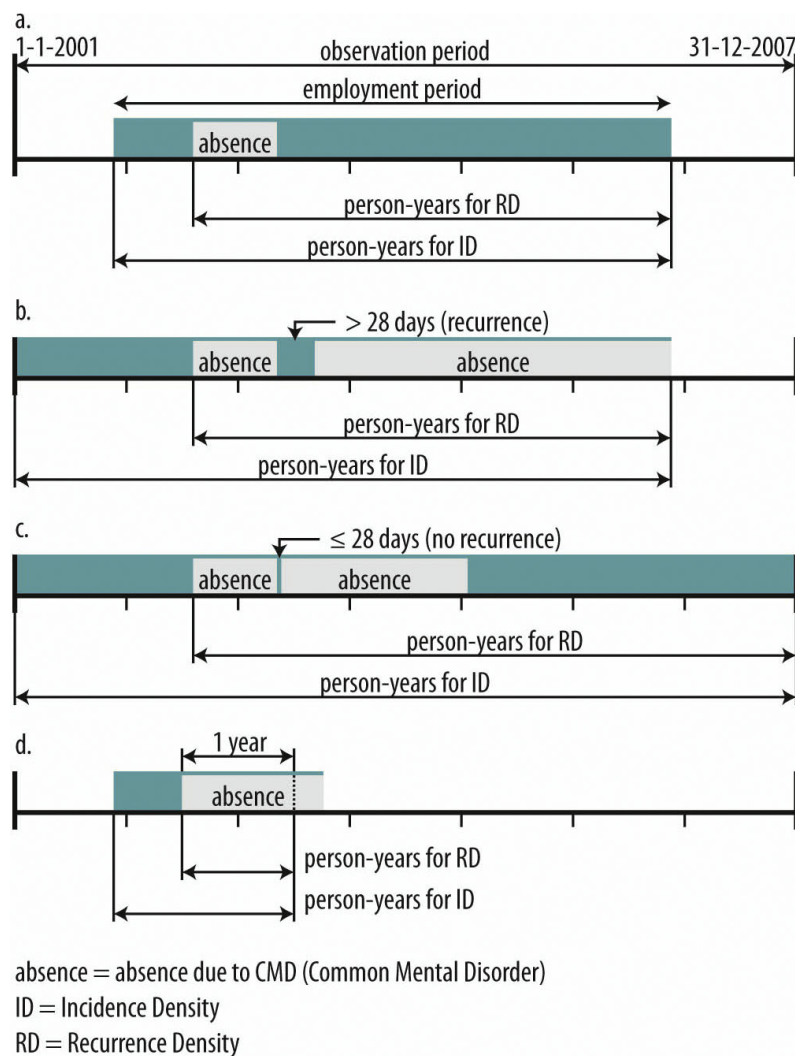 a.
1-1-2001 observation period 31-12-2007
employment period
absence
person-years for RD
person-years for ID
b.
> 28 days (recurrence)
absence absence
person-years for RD
person-years for ID
c.
≤ 28 days (no recurrence)
absence absence
person-years for RD
person-years for ID
d.
1 year
absence
person-years for RD
person-years for ID
absence = absence due to CMD (Common Mental Disorder)
ID = Incidence Density
RD = Recurrence Density